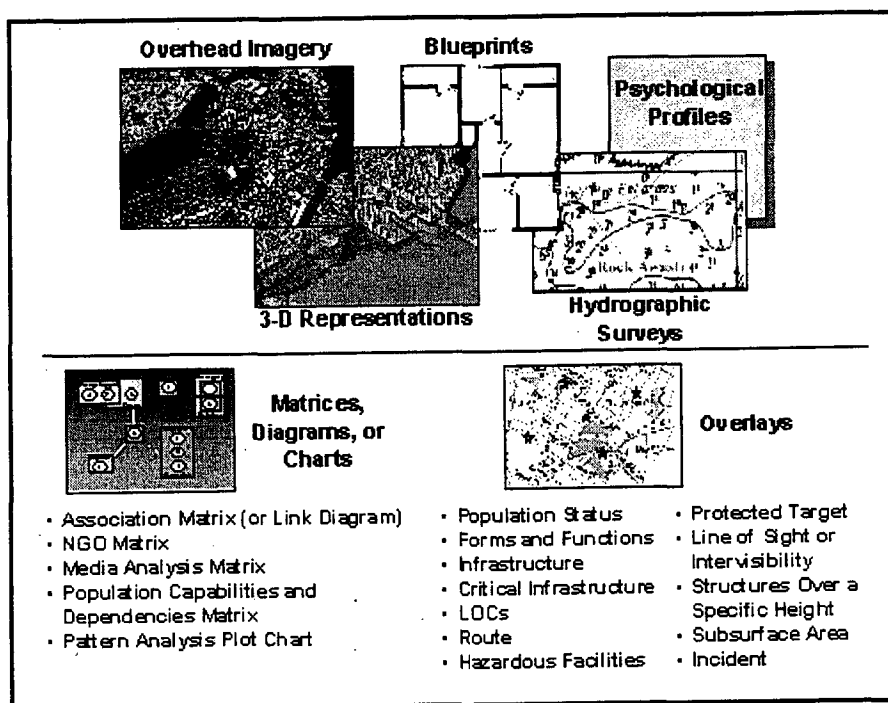 Overhead Imagery
Blueprints
Psychological
Profiles
Rock Awash
3-D Representations
Hydrographic
Surveys
Matrices,
Diagrams, or
Charts
Overlays
· Association Matrix (or Link Diagram)
· NGO Matrix
· Media Analysis Matrix
· Population Capabilities and
Dependencies Matrix
· Pattern Analysis Plot Chart
· Population Status
· Forms and Functions
· Infrastructure
· Critical Infrastructure
· LOCs
· Route
· Hazardous Facilities
· Protected Target
· Line of Sight or
Intervisibility
· Structures Over a
Specific Height
· Subsurface Area
· Incident